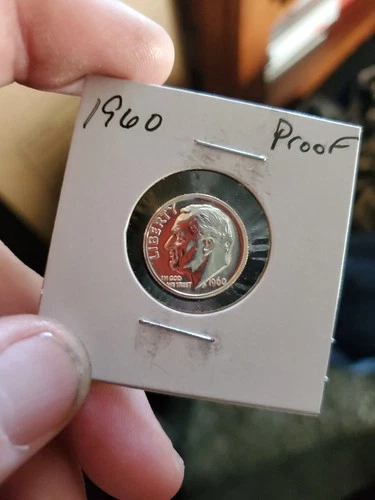 1960 Proof
LIBERTY
IN GOD
WE TRUST
1960